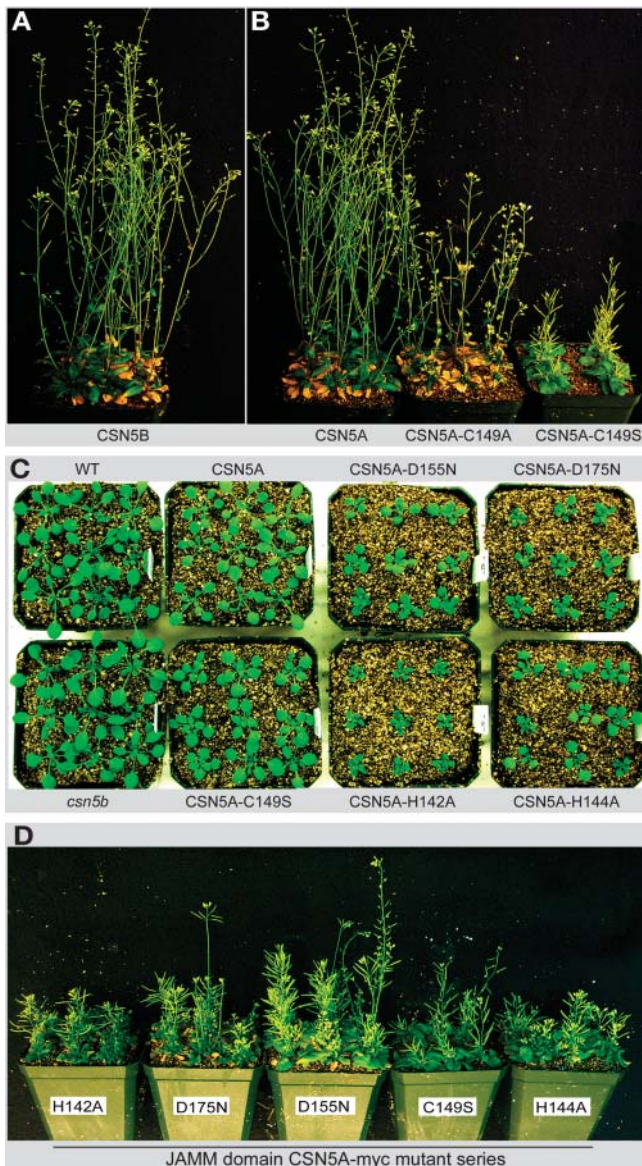 A
B
CSN5B
CSN5A CSN5A-C149A CSN5A-C149S
C
WT CSN5A CSN5A-D155N CSN5A-D175N
csn5b CSN5A-C149S CSN5A-H142A CSN5A-H144A
D
H142A D175N D155N C149S H144A
JAMM domain CSN5A-myc mutant series